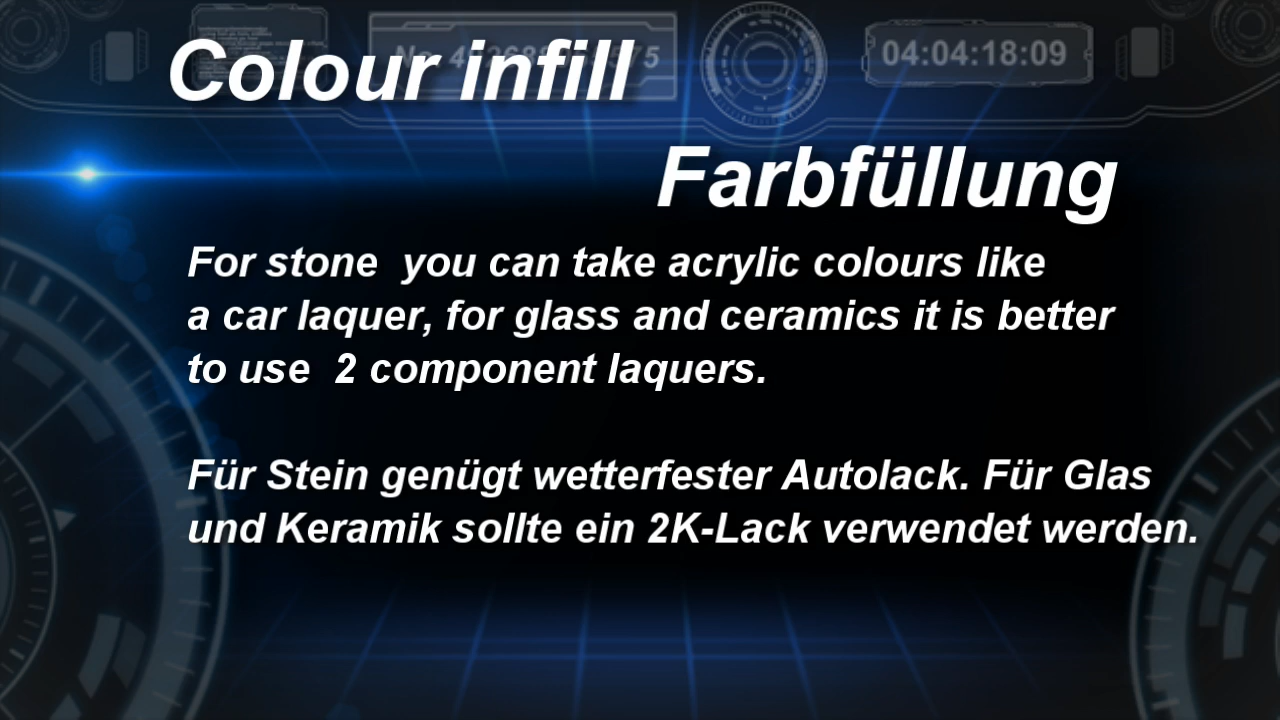 Colour infill
04:04:18:09
Farbfüllung
For stone you can take acrylic colours like
a car laquer, for glass and ceramics it is better
to use 2 component laquers.
Für Stein genügt wetterfester Autolack. Für Glas
und Keramik sollte ein 2K-Lack verwendet werden.